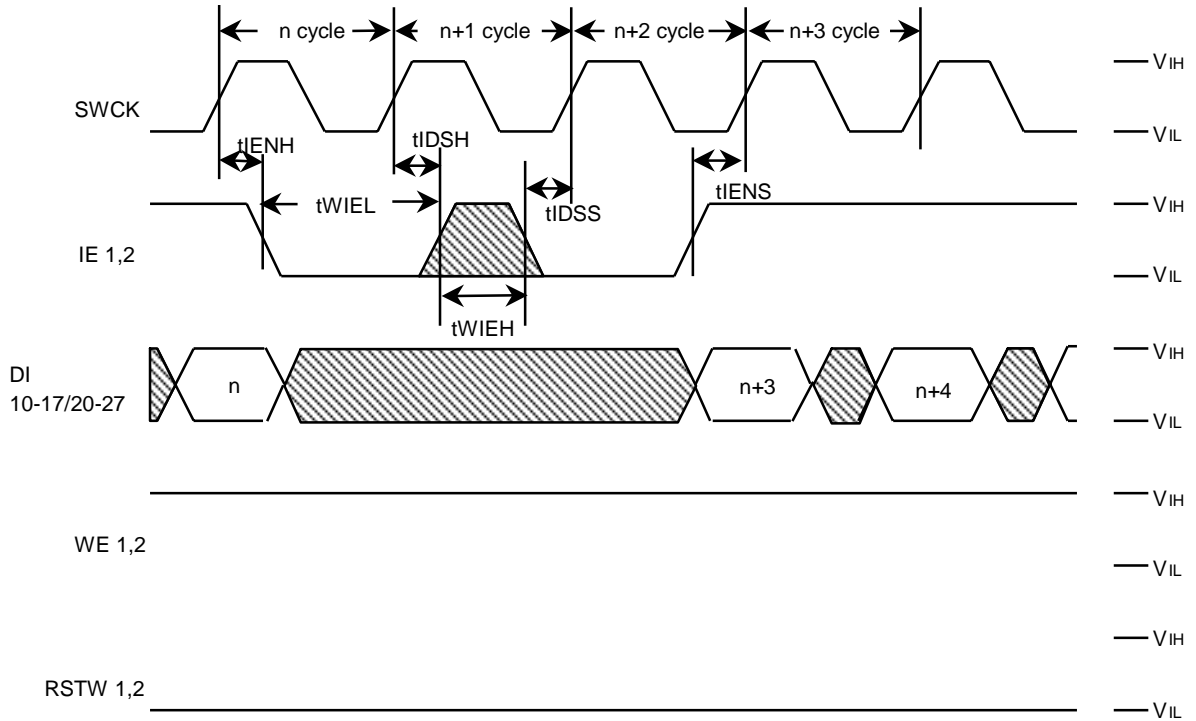 n cycle n+1 cycle n+2 cycle n+3 cycle
VIH
SWCK
VIL
tIENH tIDSH
tIENS
tWIEL tIDSS
VIH
IE 1,2
VIL
tWIEH
VIH
DI
10-17/20-27
n n+3 n+4
VIL
VIH
WE 1,2
VIL
VIH
RSTW 1,2
VIL